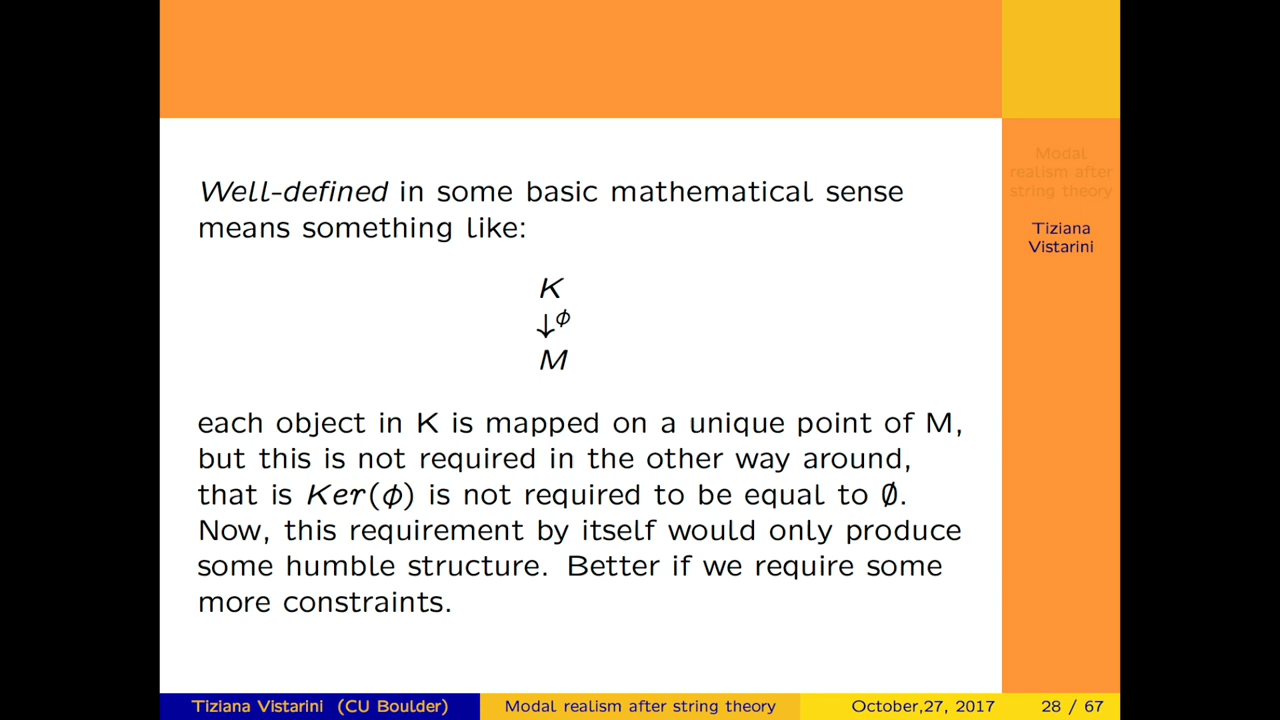 Well-defined in some basic mathematical sense
means something like:
K
↓ϕ
M
each object in K is mapped on a unique point of M,
but this is not required in the other way around,
that is Ker(ϕ) is not required to be equal to ∅.
Now, this requirement by itself would only produce
some humble structure. Better if we require some
more constraints.
Modal
realism after
string theory
Tiziana
Vistarini
Tiziana Vistarini (CU Boulder)
Modal realism after string theory
October,27, 2017
28 / 67